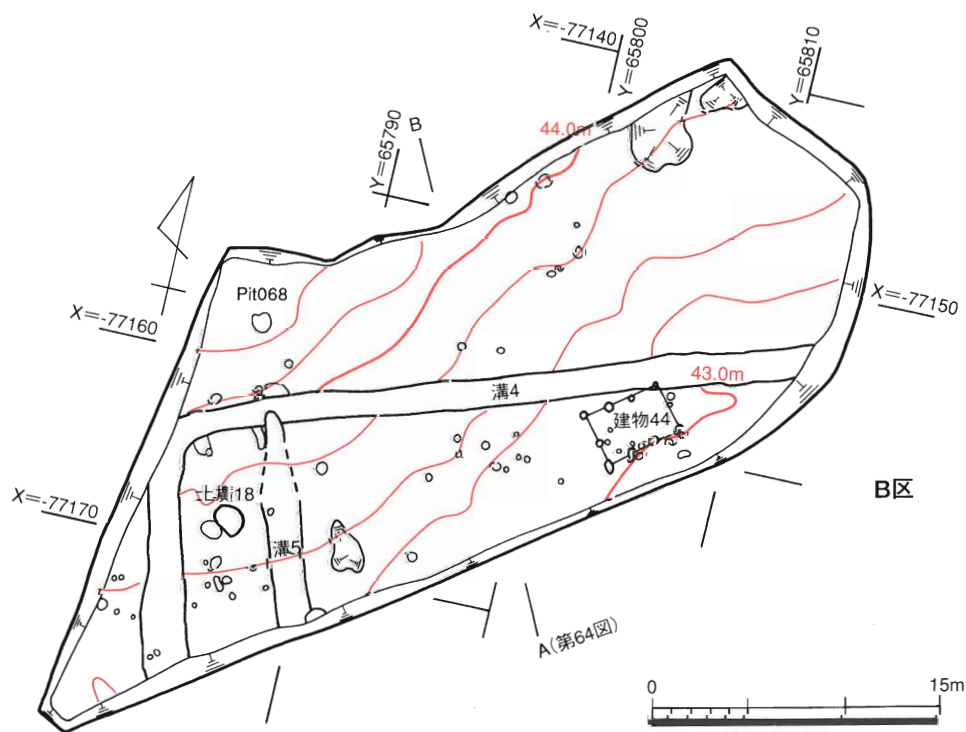 X=-77140
Y=65800
Y=65810
44.0m
Y=65790
B
Pit068
X=-77160
X=-77150
溝4
43.0m
建物44
B区
X=-77170
土壙18
溝5
A(第64図)
0
15m